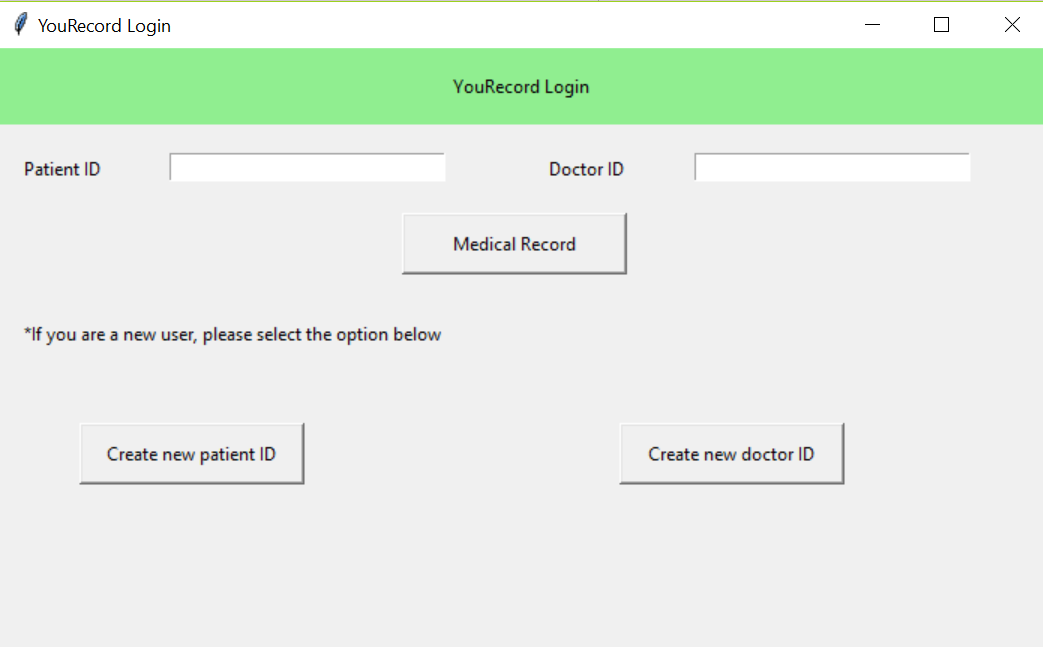 YouRecord Login
YouRecord Login
Patient ID
Doctor ID
Medical Record
*If you are a new user, please select the option below
Create new patient ID
Create new doctor ID